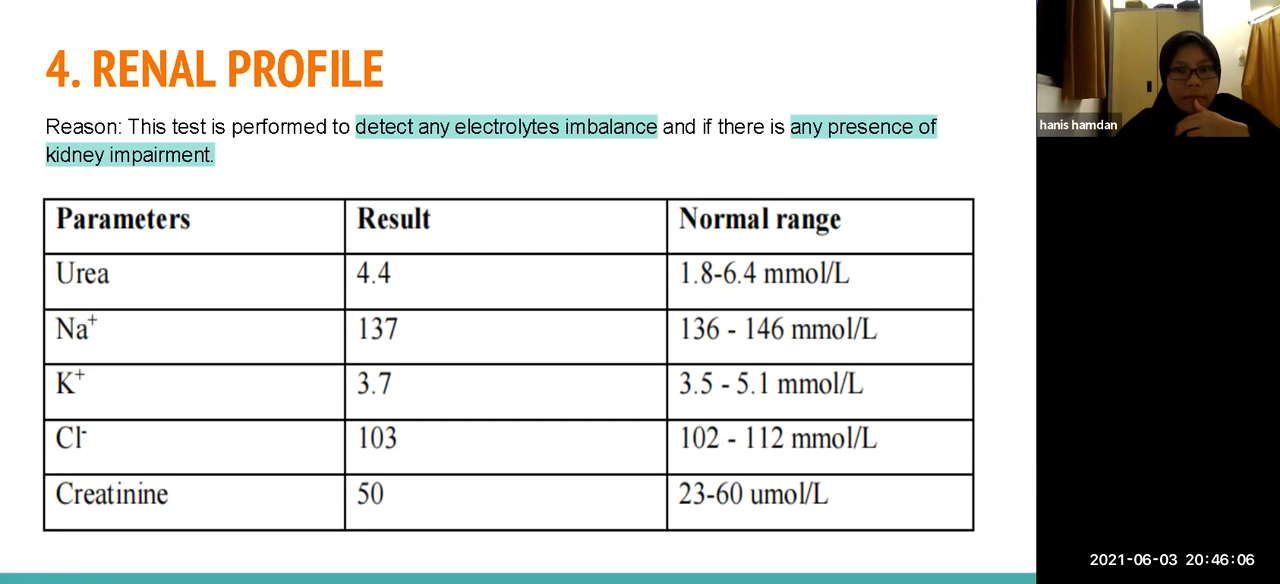 4. RENAL PROFILE
Reason: This test is performed to detect any electrolytes imbalance and if there is any presence of
kidney impairment.
Parameters Result Normal range
Urea 4.4 1.8-6.4 mmol/L
Na⁺ 137 136 - 146 mmol/L
K⁺ 3.7 3.5 - 5.1 mmol/L
Cl⁻ 103 102 - 112 mmol/L
Creatinine 50 23-60 umol/L
hanis hamdan
2021-06-03 20:46:06